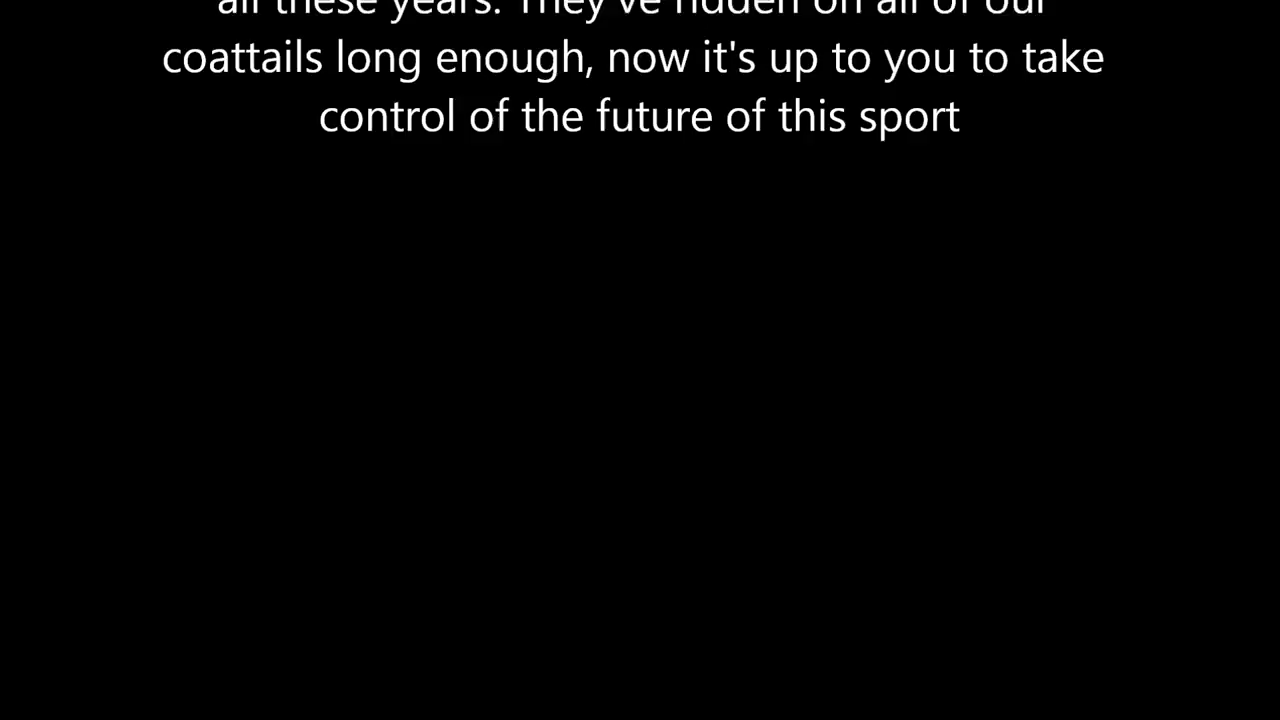 all these years. They've ridden on all of our
coattails long enough, now it's up to you to take
control of the future of this sport